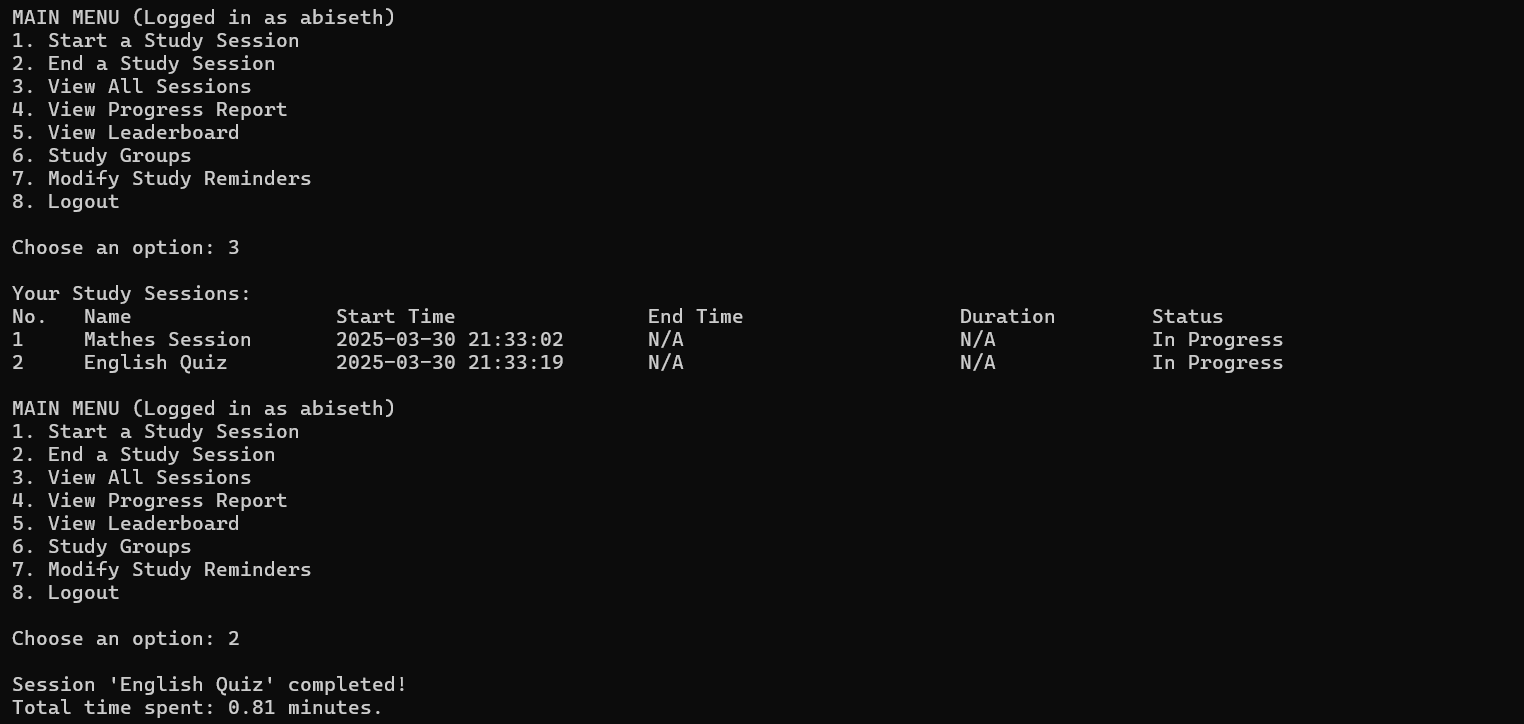 MAIN MENU (Logged in as abiseth)
1. Start a Study Session
2. End a Study Session
3. View All Sessions
4. View Progress Report
5. View Leaderboard
6. Study Groups
7. Modify Study Reminders
8. Logout
Choose an option: 3
Your Study Sessions:
No. Name Start Time End Time Duration Status
1 Mathes Session 2025-03-30 21:33:02 N/A N/A In Progress
2 English Quiz 2025-03-30 21:33:19 N/A N/A In Progress
MAIN MENU (Logged in as abiseth)
1. Start a Study Session
2. End a Study Session
3. View All Sessions
4. View Progress Report
5. View Leaderboard
6. Study Groups
7. Modify Study Reminders
8. Logout
Choose an option: 2
Session 'English Quiz' completed!
Total time spent: 0.81 minutes.